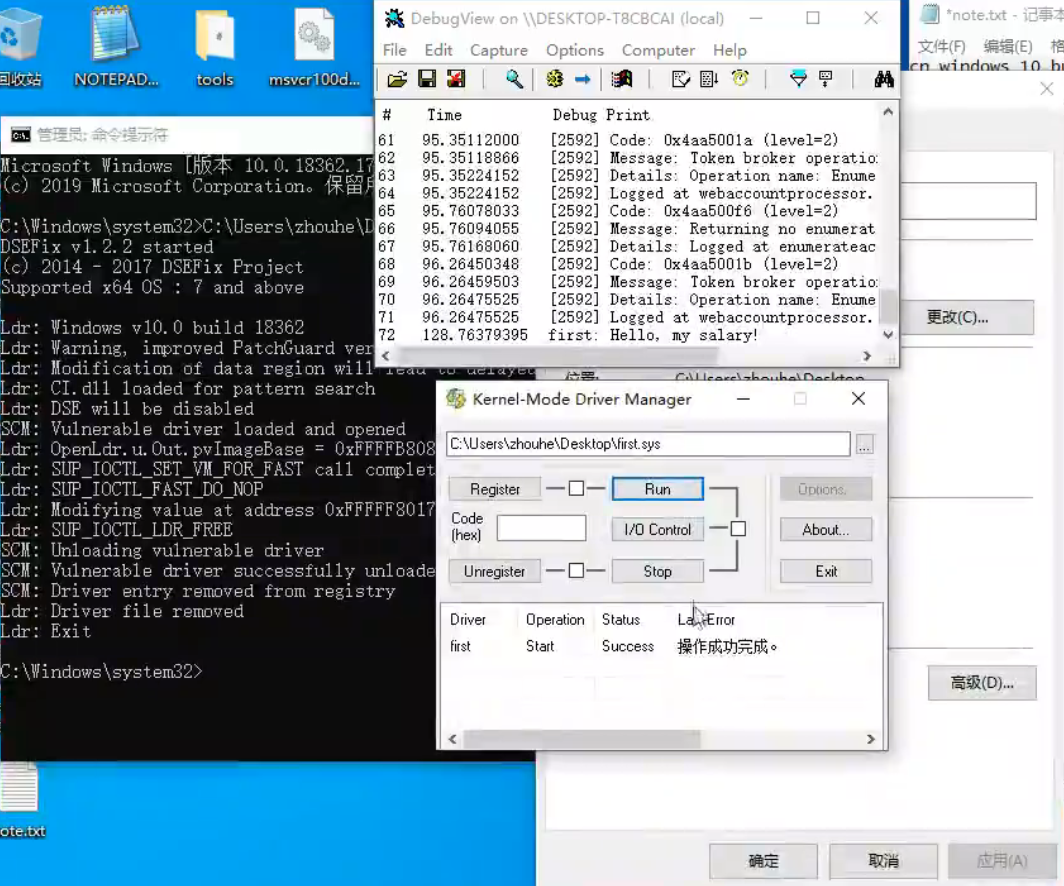 回收站
NOTEPAD...
tools
msvcr100d...
DebugView on \\DESKTOP-T8CBCAI (local)
File Edit Capture Options Computer Help
# Time Debug Print
61 95.35112000 [2592] Code: 0x4aa5001a (level=2)
62 95.35118866 [2592] Message: Token broker operatio
63 95.35224152 [2592] Details: Operation name: Enume
64 95.35224152 [2592] Logged at webaccountprocessor.
65 95.76078033 [2592] Code: 0x4aa500f6 (level=2)
66 95.76094055 [2592] Message: Returning no enumerat
67 95.76168060 [2592] Details: Logged at enumerateac
68 96.26450348 [2592] Code: 0x4aa5001b (level=2)
69 96.26459503 [2592] Message: Token broker operatio
70 96.26475525 [2592] Details: Operation name: Enume
71 96.26475525 [2592] Logged at webaccountprocessor.
72 128.76379395 first: Hello, my salary!
*note.txt - 记事本
文件(F) 编辑(E)
cn windows 10 bu
管理员: 命令提示符
Microsoft Windows [版本 10.0.18362.17
(c) 2019 Microsoft Corporation。保留
C:\Windows\system32>C:\Users\zhouhe\D
DSEFix v1.2.2 started
(c) 2014 - 2017 DSEFix Project
Supported x64 OS : 7 and above
Ldr: Windows v10.0 build 18362
Ldr: Warning, improved PatchGuard ver
Ldr: Modification of data region will lead to delayed
Ldr: CI.dll loaded for pattern search
Ldr: DSE will be disabled
SCM: Vulnerable driver loaded and opened
Ldr: OpenLdr.u.Out.pvImageBase = 0xFFFFB808
Ldr: SUP_IOCTL_SET_VM_FOR_FAST call complet
Ldr: SUP_IOCTL_FAST_DO_NOP
Ldr: Modifying value at address 0xFFFFF8017
Ldr: SUP_IOCTL_LDR_FREE
SCM: Unloading vulnerable driver
SCM: Vulnerable driver successfully unloade
SCM: Driver entry removed from registry
Ldr: Driver file removed
Ldr: Exit
C:\Windows\system32>
更改(C)...
位置: C:\Users\zhouhe\Desktop
Kernel-Mode Driver Manager
C:\Users\zhouhe\Desktop\first.sys
...
Register Run Options.
Code
(hex) I/O Control About...
Unregister Stop Exit
Driver Operation Status
first Start Success 操作成功完成。
高级(D)...
ote.txt
确定 取消 应用(A)